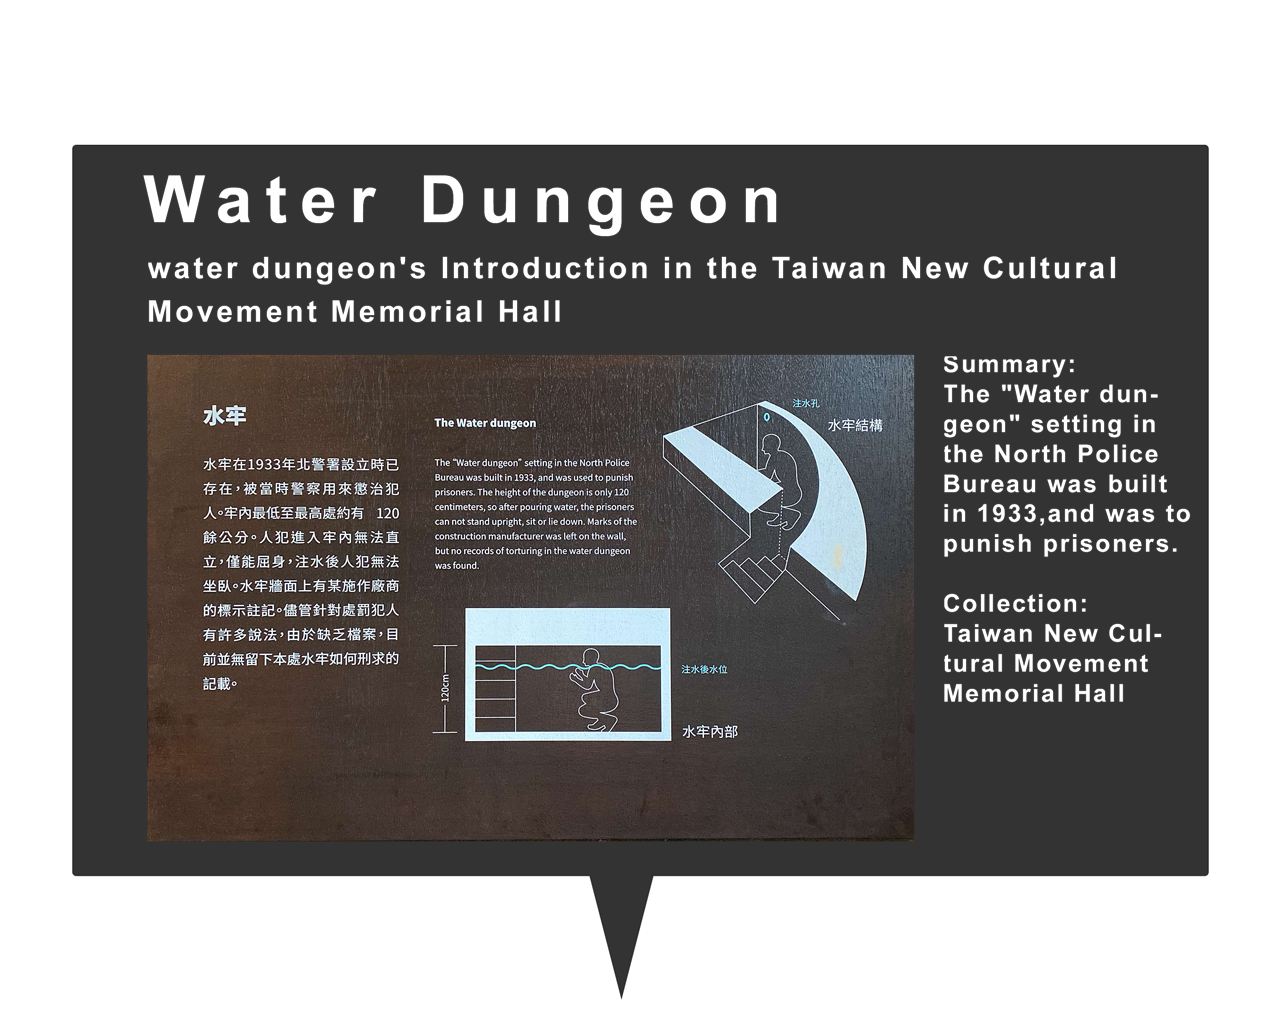 Water Dungeon
water dungeon's Introduction in the Taiwan New Cultural
Movement Memorial Hall
水牢
水牢在1933年北警署設立時已
存在，被當時警察用來懲治犯
人。牢內最低至最高處約有 120
餘公分。人犯進入牢內無法直
立，僅能屈身，注水後人犯無法
坐臥。水牢牆面上有某施作廠商
的標示註記。儘管針對處罰犯人
有許多說法，由於缺乏檔案，目
前並無留下本處水牢如何刑求的
記載。
The Water dungeon
The "Water dungeon" setting in the North Police
Bureau was built in 1933, and was used to punish
prisoners. The height of the dungeon is only 120
centimeters, so after pouring water, the prisoners
can not stand upright, sit or lie down. Marks of the
construction manufacturer was left on the wall,
but no records of torturing in the water dungeon
was found.
注水孔
水牢結構
120cm
注水後水位
水牢內部
Summary:
The "Water dun-
geon" setting in
the North Police
Bureau was built
in 1933,and was to
punish prisoners.
Collection:
Taiwan New Cul-
tural Movement
Memorial Hall